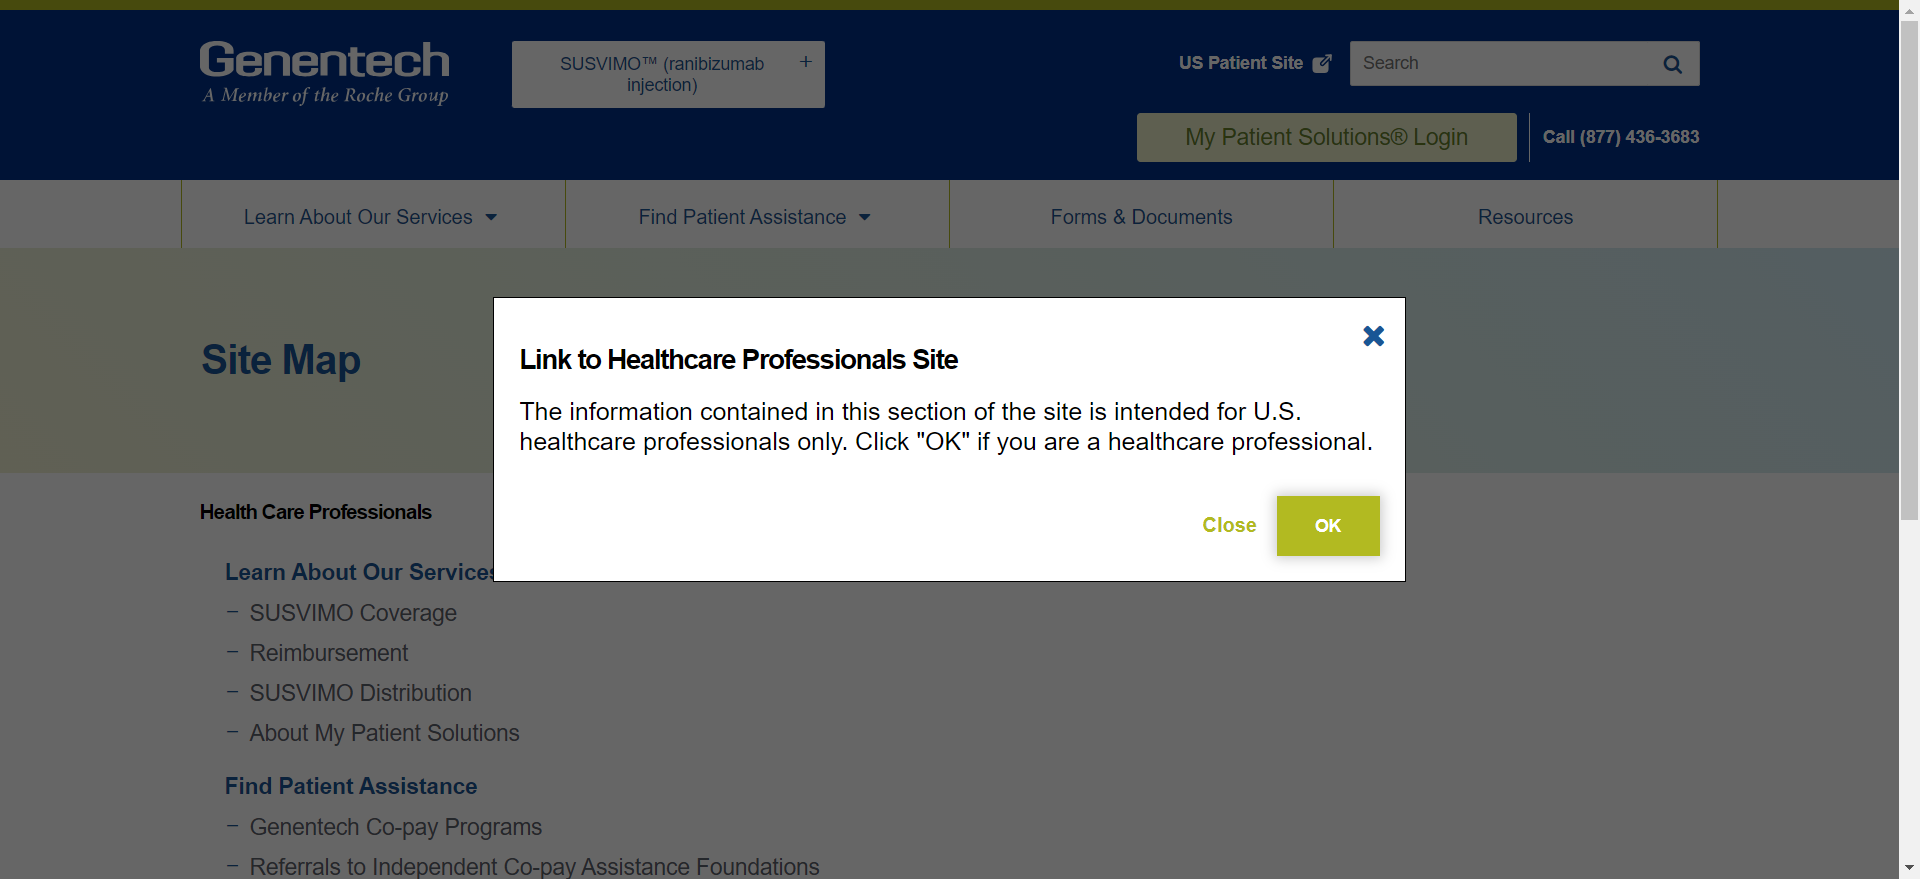 Genentech
A Member of the Roche Group
SUSVIMO™ (ranibizumab
injection)
+
US Patient Site
Search
My Patient Solutions® Login
Call (877) 436-3683
Learn About Our Services
Find Patient Assistance
Forms & Documents
Resources
Site Map
Link to Healthcare Professionals Site
The information contained in this section of the site is intended for U.S.
healthcare professionals only. Click "OK" if you are a healthcare professional.
Close
OK
Health Care Professionals
Learn About Our Services
– SUSVIMO Coverage
– Reimbursement
– SUSVIMO Distribution
– About My Patient Solutions
Find Patient Assistance
– Genentech Co-pay Programs
– Referrals to Independent Co-pay Assistance Foundations